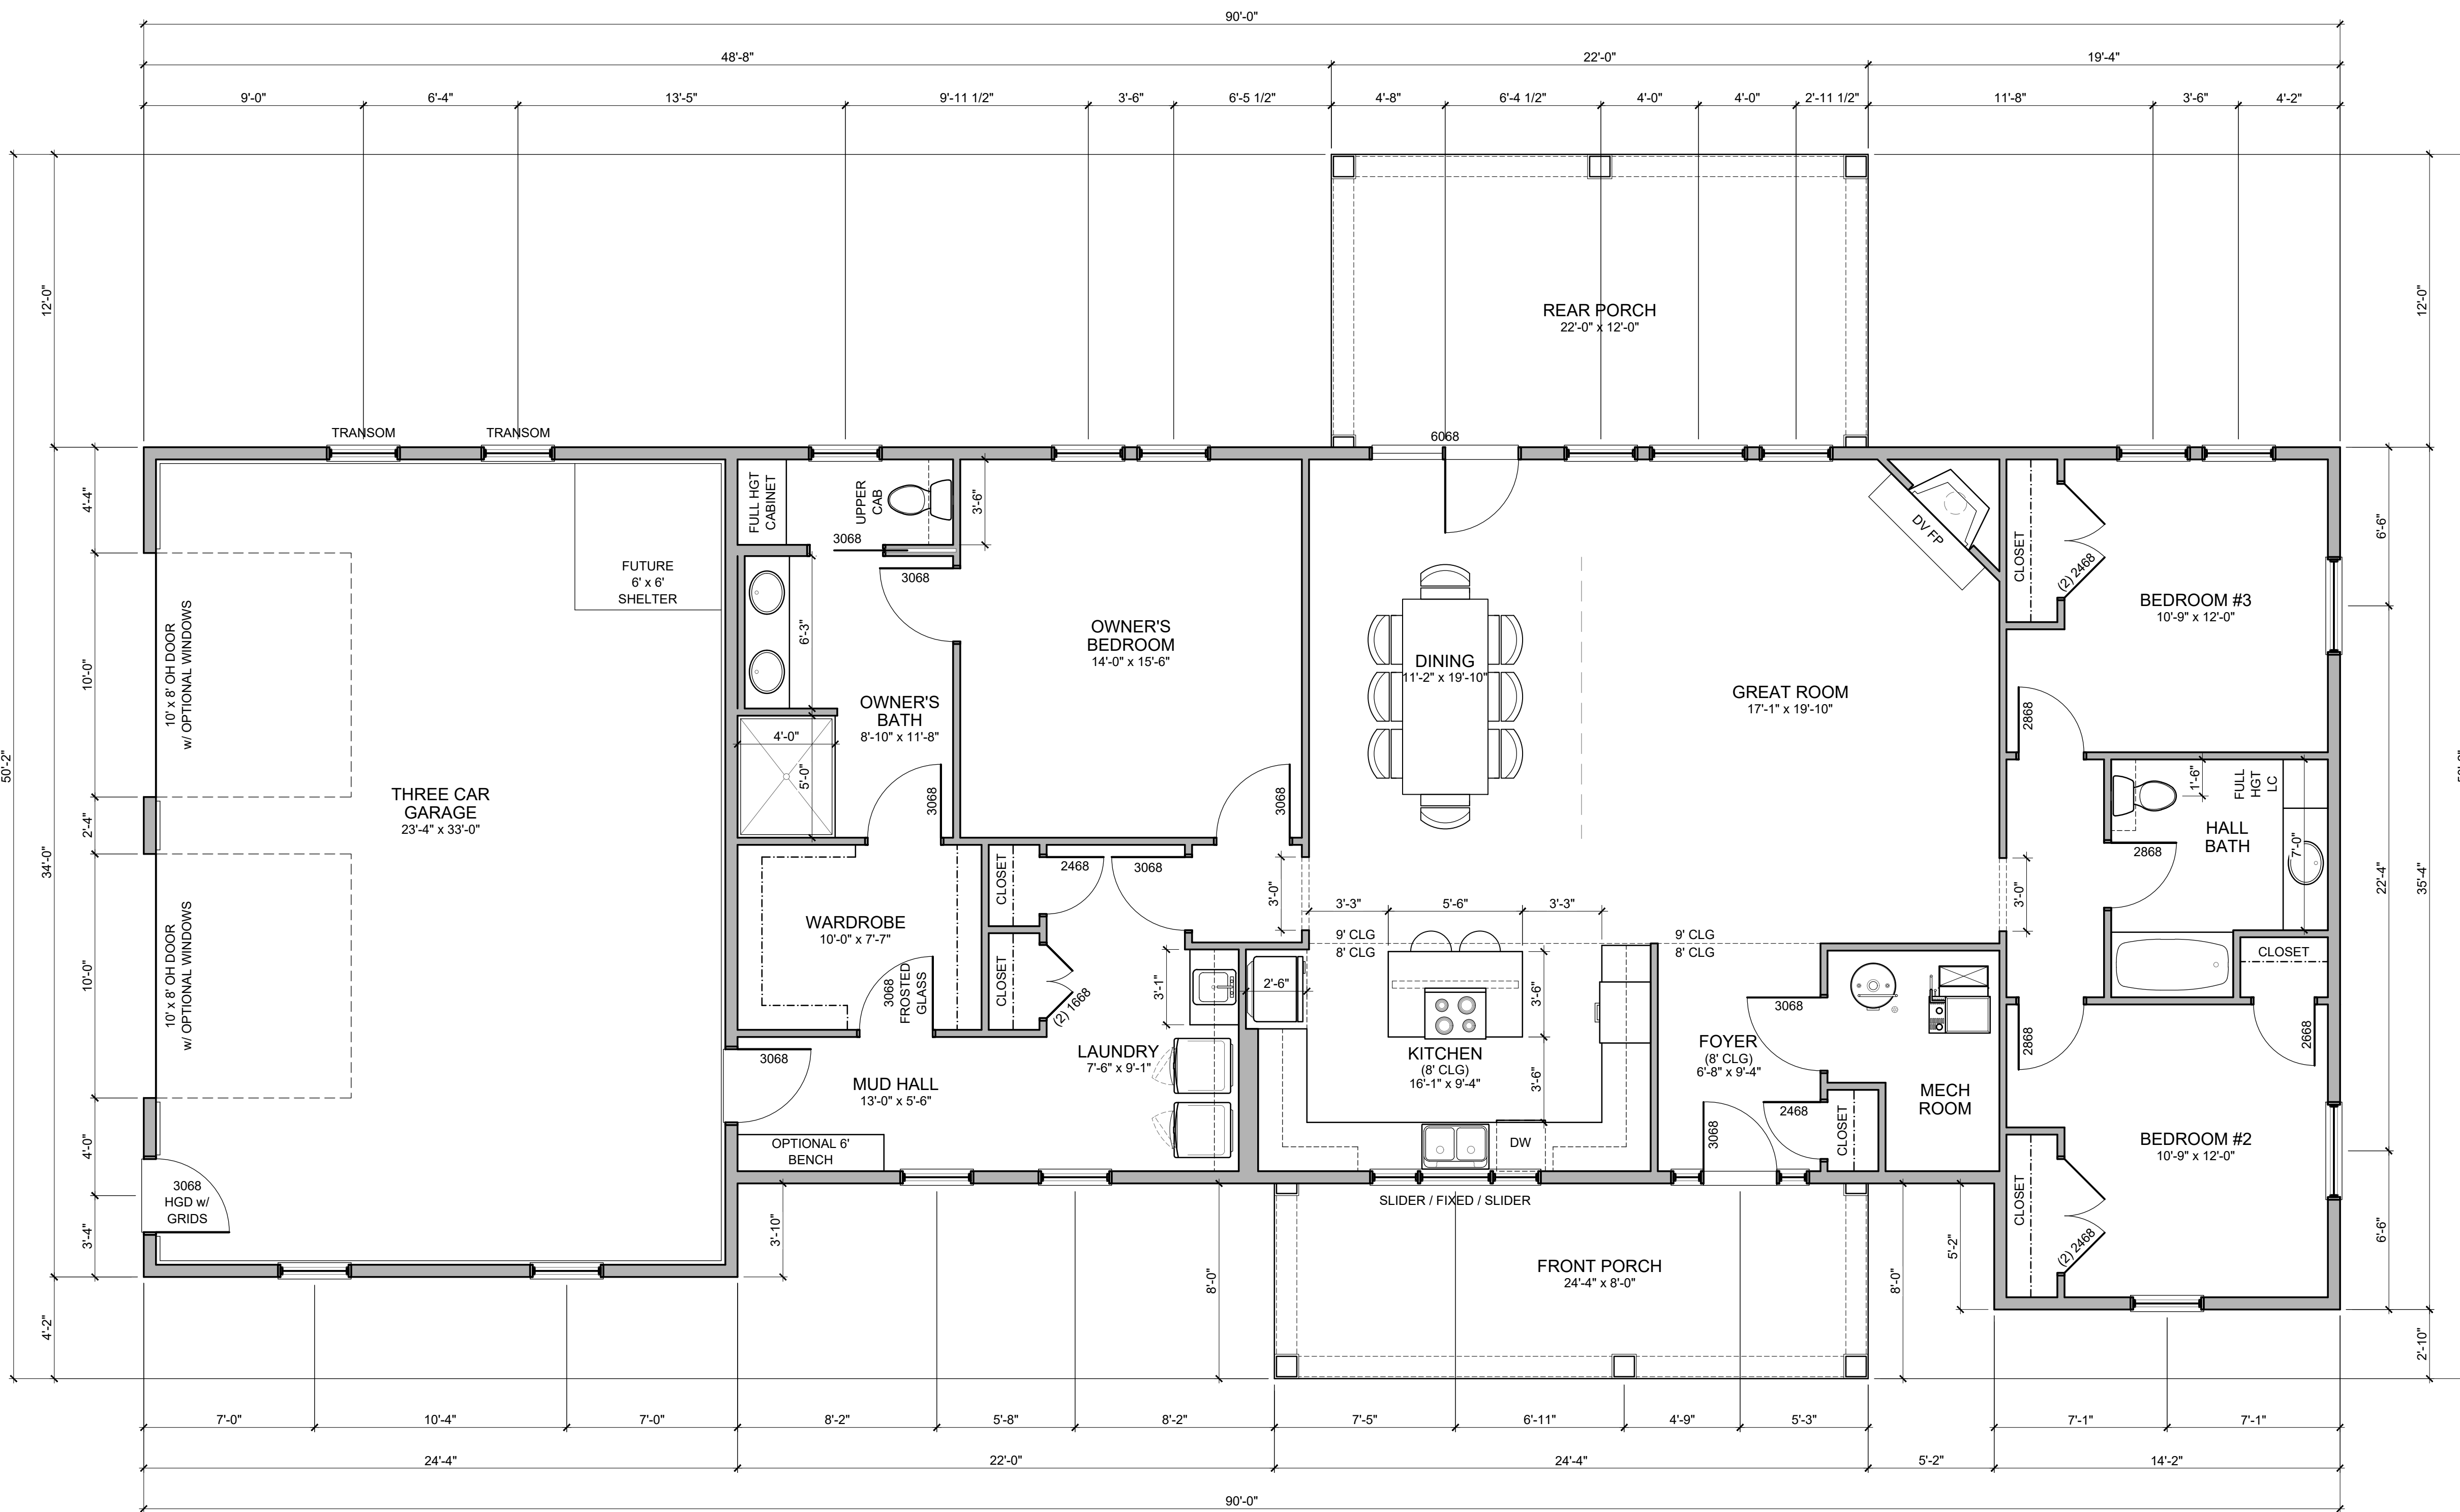 90'-0"
48'-8"
22'-0"
19'-4"
9'-0"
6'-4"
13'-5"
9'-11 1/2"
3'-6"
6'-5 1/2"
4'-8"
6'-4 1/2"
4'-0"
4'-0"
2'-11 1/2"
11'-8"
3'-6"
4'-2"
12'-0"
12'-0"
REAR PORCH
22'-0" x 12'-0"
TRANSOM
TRANSOM
6068
4'-4"
10'-0"
2'-4"
10'-0"
4'-0"
3'-4"
34'-0"
4'-2"
50'-2"
10' x 8' OH DOOR
w/ OPTIONAL WINDOWS
10' x 8' OH DOOR
w/ OPTIONAL WINDOWS
FUTURE
6' x 6'
SHELTER
THREE CAR
GARAGE
23'-4" x 33'-0"
3068
HGD w/
GRIDS
FULL HGT
CABINET
UPPER
CAB
3'-6"
3068
3068
6'-3"
OWNER'S
BATH
8'-10" x 11'-8"
4'-0"
5'-0"
3068
OWNER'S
BEDROOM
14'-0" x 15'-6"
3068
WARDROBE
10'-0" x 7'-7"
3068
FROSTED
GLASS
CLOSET
2468
3068
CLOSET
(2) 1668
3'-0"
3'-1"
LAUNDRY
7'-6" x 9'-1"
3068
MUD HALL
13'-0" x 5'-6"
OPTIONAL 6'
BENCH
DINING
11'-2" x 19'-10"
GREAT ROOM
17'-1" x 19'-10"
DV FP
3'-3"
5'-6"
3'-3"
9' CLG
8' CLG
9' CLG
8' CLG
2'-6"
3'-6"
3'-6"
KITCHEN
(8' CLG)
16'-1" x 9'-4"
DW
SLIDER / FIXED / SLIDER
FOYER
(8' CLG)
6'-8" x 9'-4"
3068
3068
2468
CLOSET
MECH
ROOM
3'-0"
CLOSET
(2) 2468
BEDROOM #3
10'-9" x 12'-0"
2868
1'-6"
FULL
HGT
LC
HALL
BATH
7'-0"
2868
CLOSET
2868
2668
BEDROOM #2
10'-9" x 12'-0"
CLOSET
(2) 2468
6'-6"
22'-4"
6'-6"
35'-4"
2'-10"
3'-10"
8'-0"
FRONT PORCH
24'-4" x 8'-0"
8'-0"
5'-2"
7'-0"
10'-4"
7'-0"
8'-2"
5'-8"
8'-2"
7'-5"
6'-11"
4'-9"
5'-3"
7'-1"
7'-1"
24'-4"
22'-0"
24'-4"
5'-2"
14'-2"
90'-0"